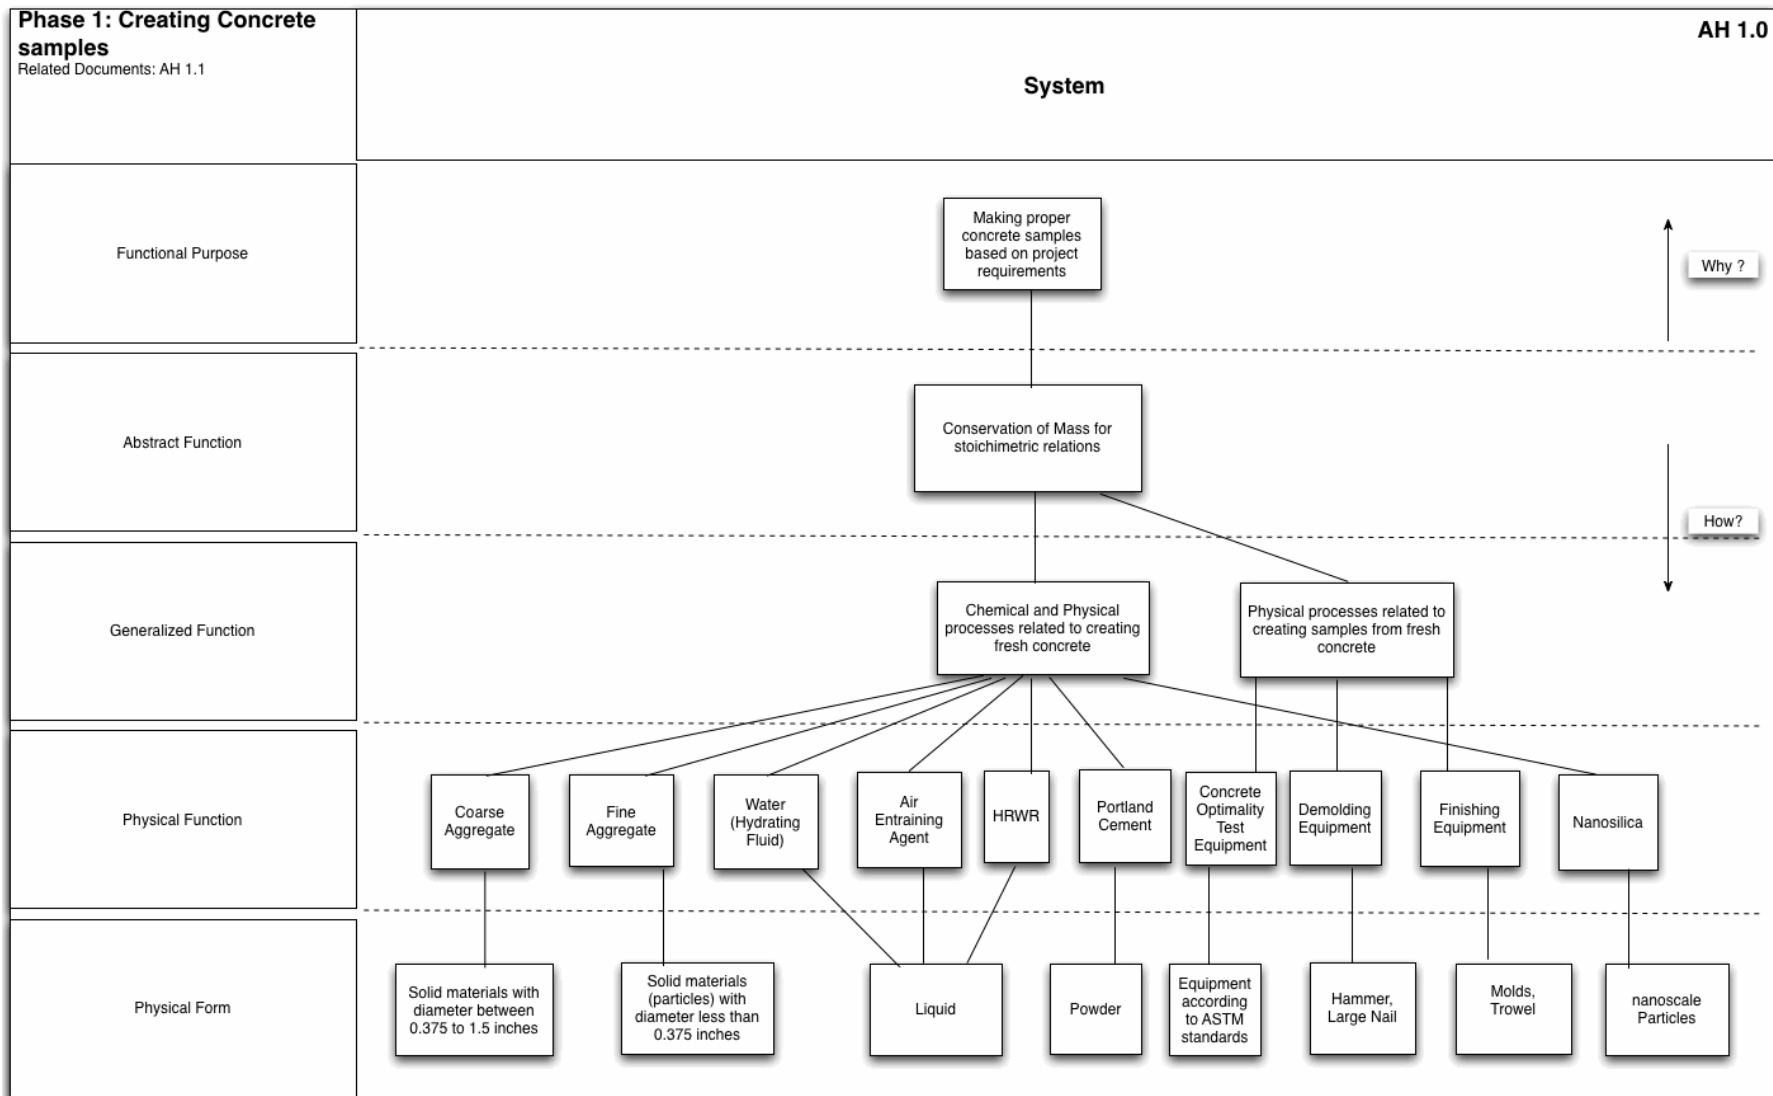 Phase 1: Creating Concrete
samples
Related Documents: AH 1.1
AH 1.0
System
Functional Purpose
Making proper
concrete samples
based on project
requirements
Why ?
Abstract Function
Conservation of Mass for
stoichimetric relations
How?
Generalized Function
Chemical and Physical
processes related to creating
fresh concrete
Physical processes related to
creating samples from fresh
concrete
Physical Function
Coarse
Aggregate
Fine
Aggregate
Water
(Hydrating
Fluid)
Air
Entraining
Agent
HRWR
Portland
Cement
Concrete
Optimality
Test
Equipment
Demolding
Equipment
Finishing
Equipment
Nanosilica
Physical Form
Solid materials with
diameter between
0.375 to 1.5 inches
Solid materials
(particles) with
diameter less than
0.375 inches
Liquid
Powder
Equipment
according
to ASTM
standards
Hammer,
Large Nail
Molds,
Trowel
nanoscale
Particles